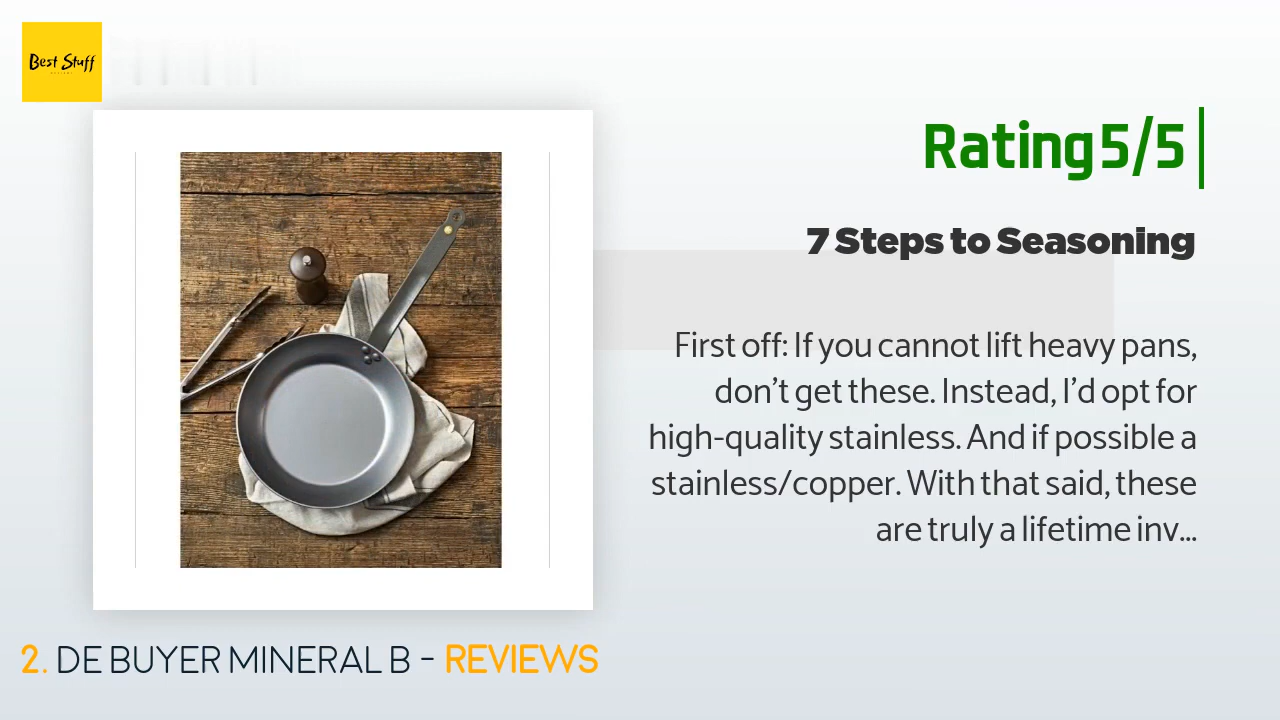 Best Stuff
Rating 5/5
7 Steps to Seasoning
First off: If you cannot lift heavy pans,
don't get these. Instead, I'd opt for
high-quality stainless. And if possible a
stainless/copper. With that said, these
are truly a lifetime inv...
2. DE BUYER MINERAL B - REVIEWS